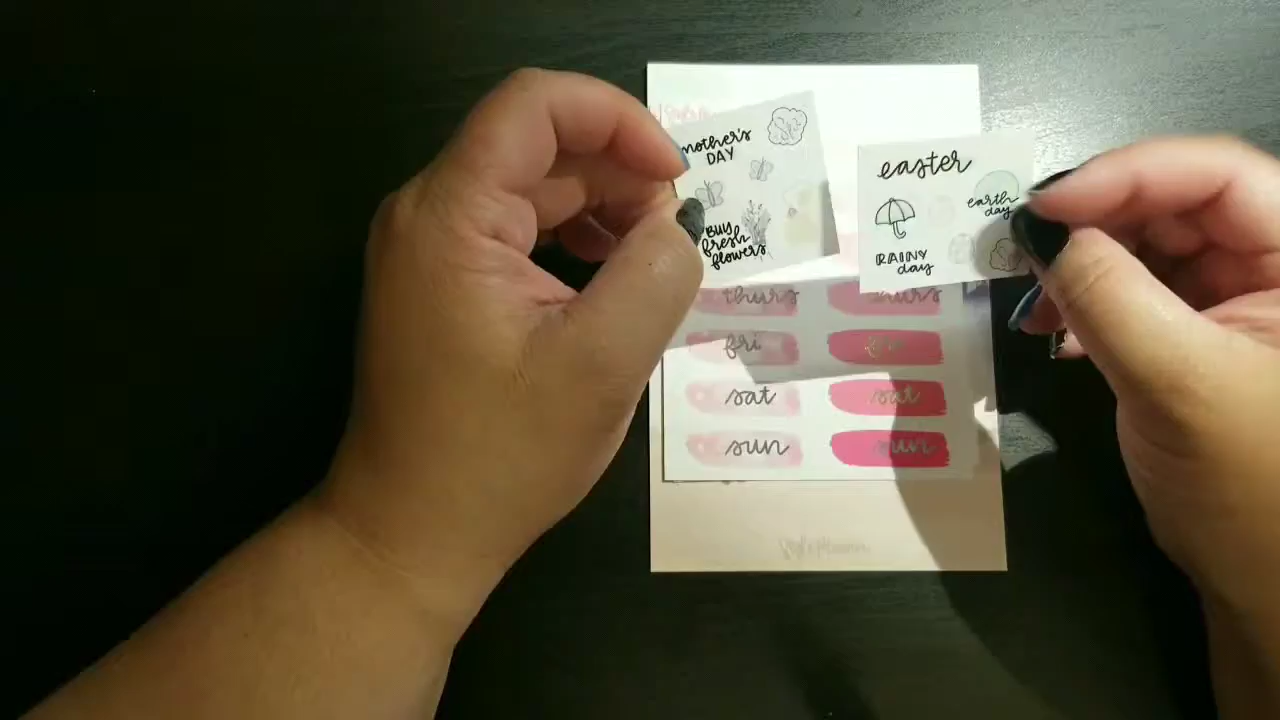 mother's
DAY
BUY
fresh
flowers
easter
earth
day
RAINY
day
thurs
thurs
fri
fri
sat
sat
sun
sun